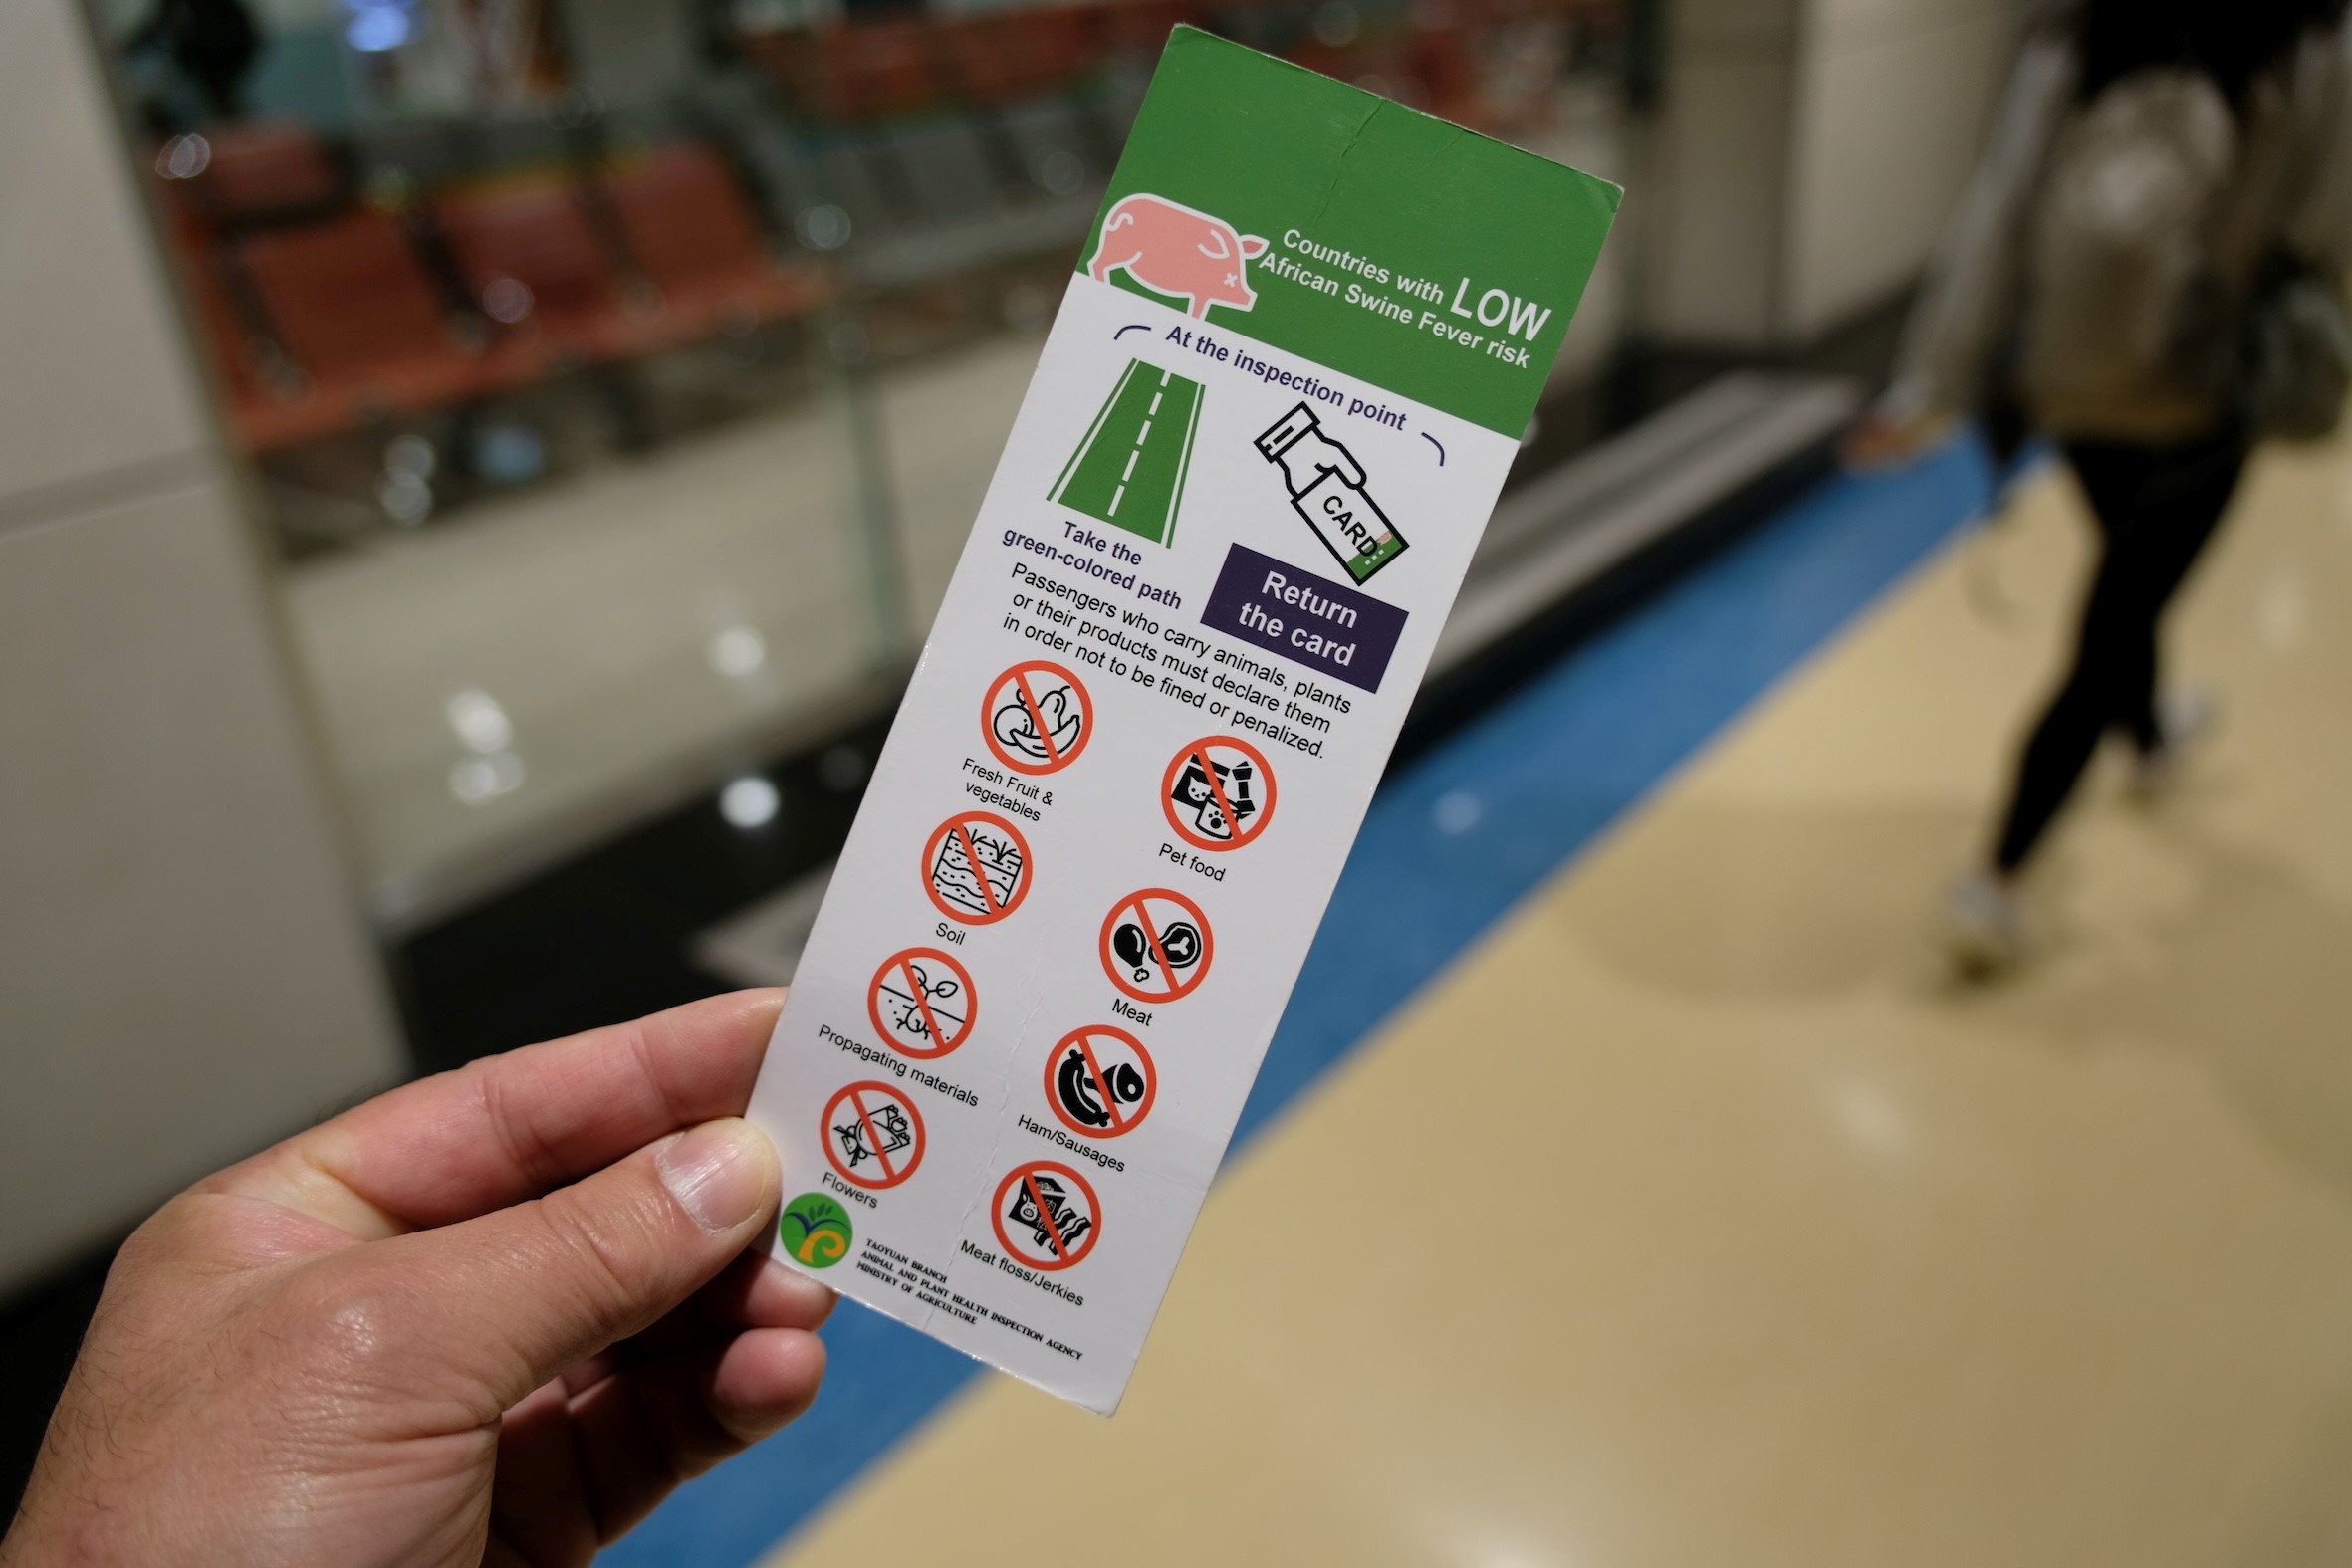 Countries with LOW
African Swine Fever risk
At the inspection point
CARD
Take the
green-colored path
Return
the card
Passengers who carry animals, plants
or their products must declare them
in order not to be fined or penalized.
Fresh Fruit &
vegetables
Pet food
Soil
Meat
Propagating materials
Ham/Sausages
Flowers
Meat floss/Jerkies
TAOYUAN BRANCH
ANIMAL AND PLANT HEALTH INSPECTION AGENCY
MINISTRY OF AGRICULTURE